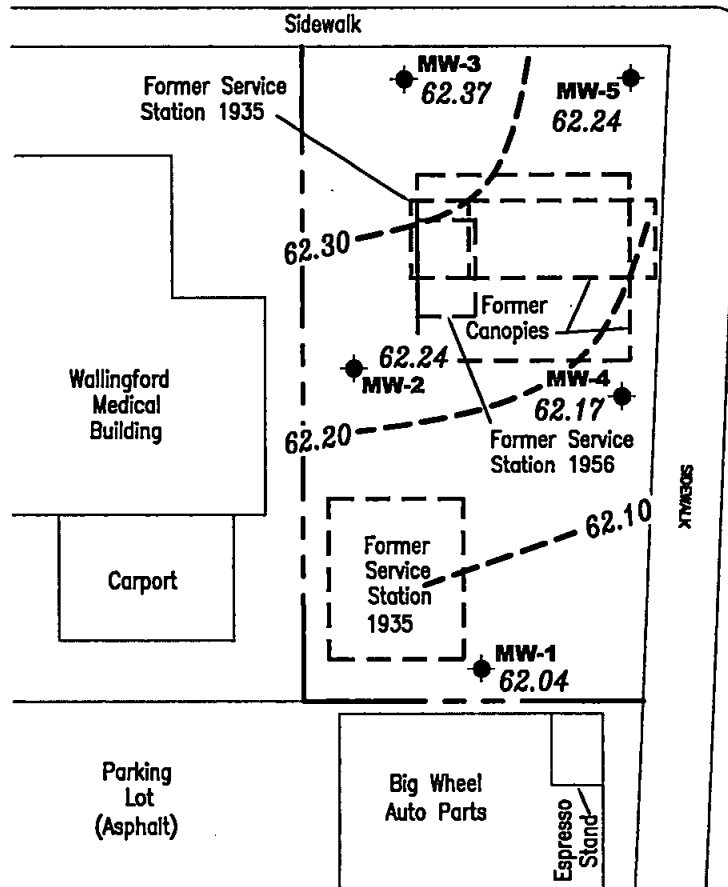 Sidewalk
MW-3
62.37
Former Service
Station 1935
MW-5
62.24
62.30
Former
Canopies
62.24
MW-2
MW-4
62.17
Wallingford
Medical
Building
62.20
Former Service
Station 1956
SIDEWALK
62.10
Former
Service
Station
1935
Carport
MW-1
62.04
Parking
Lot
(Asphalt)
Big Wheel
Auto Parts
Espresso
Stand